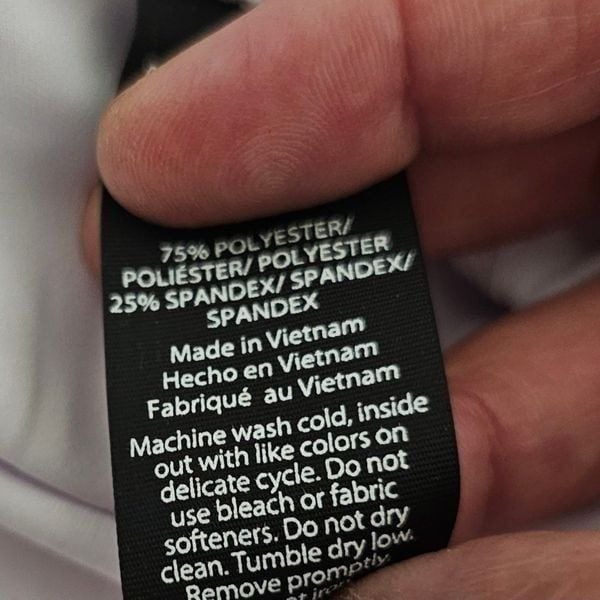 75% POLYESTER/
POLIÉSTER/ POLYESTER
25% SPANDEX/ SPANDEX/
SPANDEX
Made in Vietnam
Hecho en Vietnam
Fabriqué au Vietnam
Machine wash cold, inside
out with like colors on
delicate cycle. Do not
use bleach or fabric
softeners. Do not dry
clean. Tumble dry low.
Remove promptly.